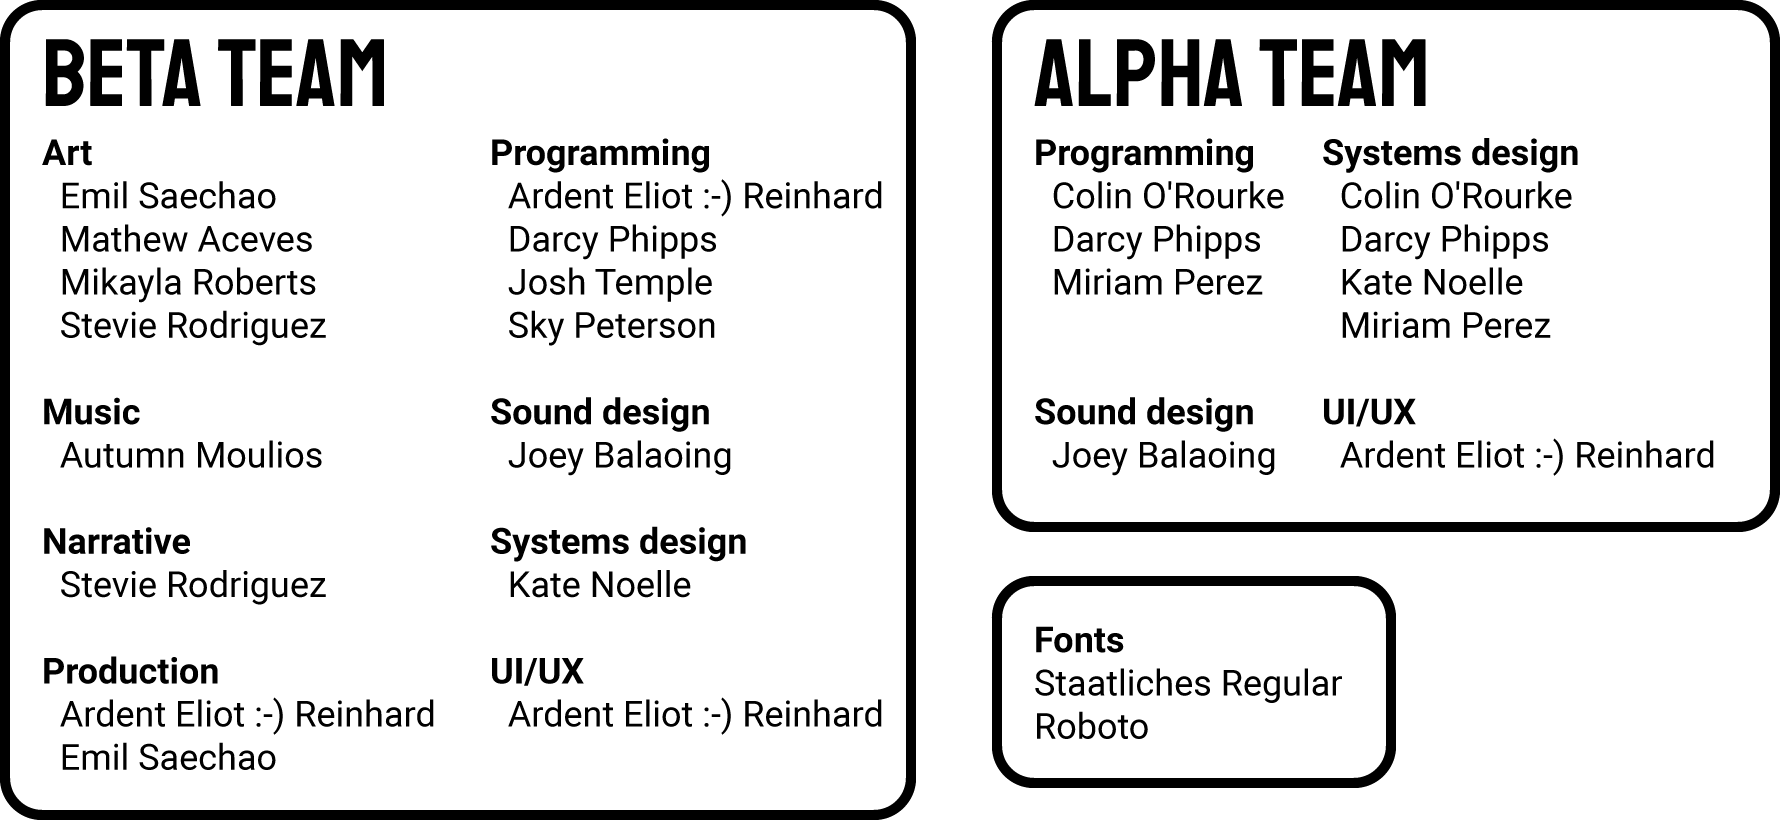 BETA TEAM
Art
Emil Saechao
Mathew Aceves
Mikayla Roberts
Stevie Rodriguez
Music
Autumn Moulios
Narrative
Stevie Rodriguez
Production
Ardent Eliot :-) Reinhard
Emil Saechao
Programming
Ardent Eliot :-) Reinhard
Darcy Phipps
Josh Temple
Sky Peterson
Sound design
Joey Balaoing
Systems design
Kate Noelle
UI/UX
Ardent Eliot :-) Reinhard
ALPHA TEAM
Programming
Colin O'Rourke
Darcy Phipps
Miriam Perez
Sound design
Joey Balaoing
Systems design
Colin O'Rourke
Darcy Phipps
Kate Noelle
Miriam Perez
UI/UX
Ardent Eliot :-) Reinhard
Fonts
Staatliches Regular
Roboto